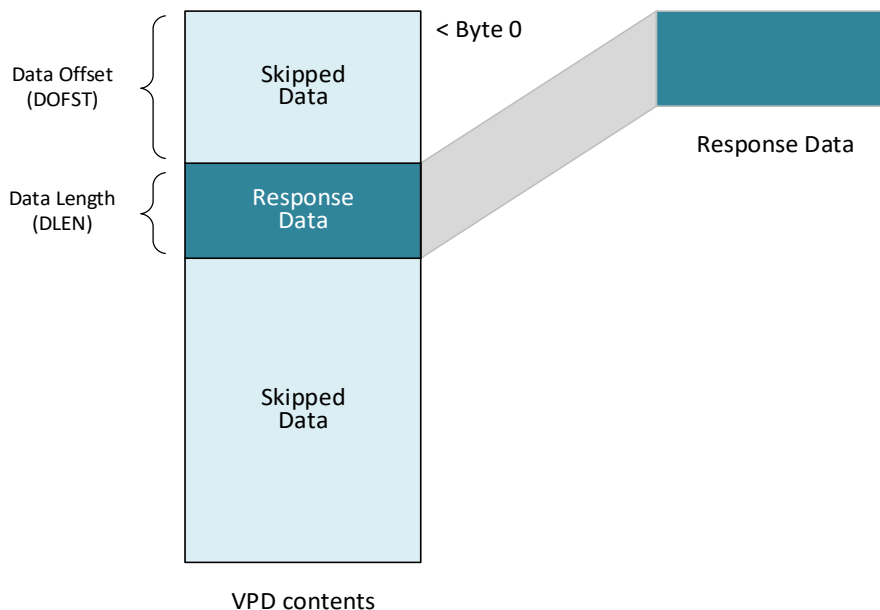 < Byte 0
Data Offset
(DOFST)
Skipped
Data
Response Data
Data Length
(DLEN)
Response
Data
Skipped
Data
VPD contents